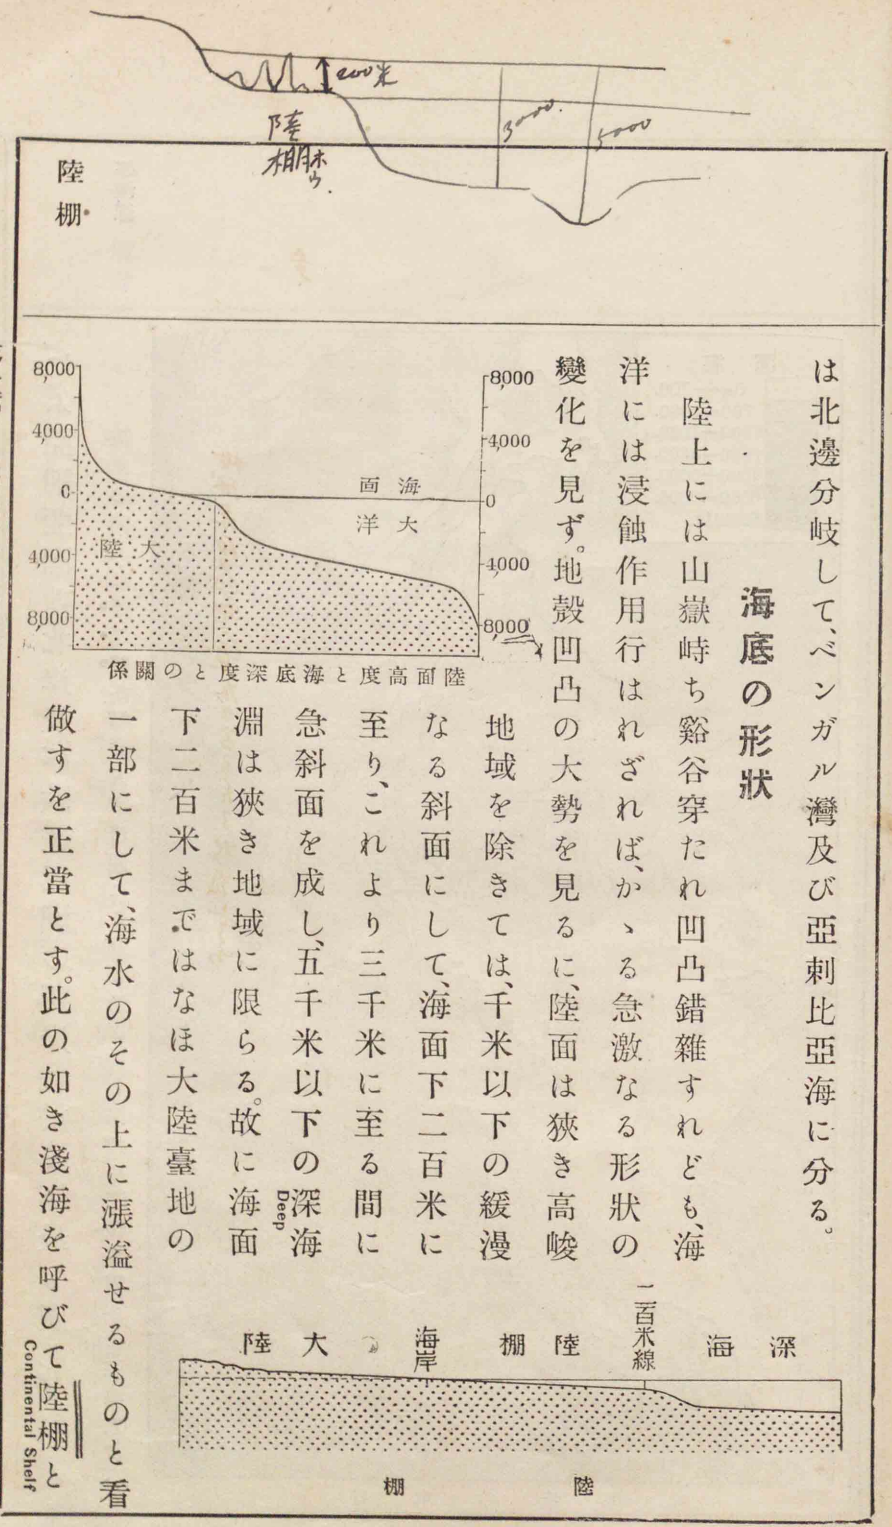 200米
陸
棚
ホウ
3000.
5000
陸棚
は北邊分岐して、ベンガル灣及び亞剌比亞海に分る。
海底の形狀
陸上には山嶽峙ち谿谷穿たれ凹凸錯雜すれども、海
洋には浸蝕作用行はれざれば、かゝる急激なる形狀の
變化を見ず。地殼凹凸の大勢を見るに、陸面は狹き高峻
地域を除きては、千米以下の緩漫
なる斜面にして、海面下二百米に
至り、これより三千米に至る間に
急斜面を成し、五千米以下の深海
Deep
淵は狹き地域に限らる。故に海面
下二百米まではなほ大陸臺地の
一部にして、海水のその上に漲溢せるものと看
做すを正當とす。此の如き淺海を呼びて陸棚と
Continental Shelf
8,000
4,000
0
4,000
8,000
8,000
4,000
0
4,000
8,000
面海
洋大
陸大
係關のと度深底海と度高面陸
深海
二百米線
陸棚
海岸
大陸
陸棚